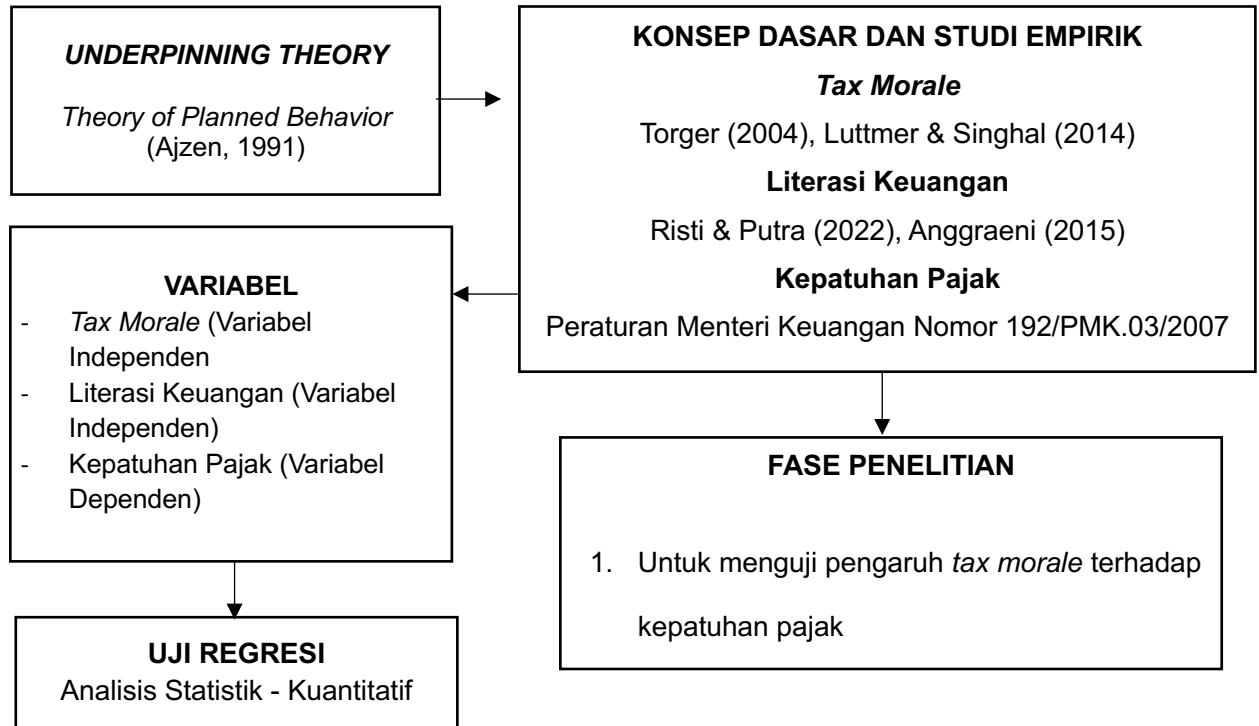 UNDERPINNING THEORY
Theory of Planned Behavior
(Ajzen, 1991)
KONSEP DASAR DAN STUDI EMPIRIK
Tax Morale
Torger (2004), Luttmer & Singhal (2014)
Literasi Keuangan
Risti & Putra (2022), Anggraeni (2015)
Kepatuhan Pajak
Peraturan Menteri Keuangan Nomor 192/PMK.03/2007
VARIABEL
- Tax Morale (Variabel
Independen
- Literasi Keuangan (Variabel
Independen)
- Kepatuhan Pajak (Variabel
Dependen)
FASE PENELITIAN
1. Untuk menguji pengaruh tax morale terhadap
kepatuhan pajak
UJI REGRESI
Analisis Statistik - Kuantitatif